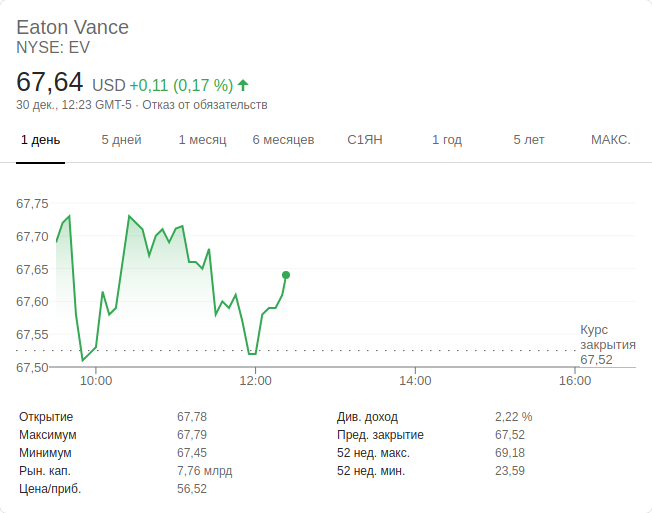 Eaton Vance
NYSE: EV
67,64 USD +0,11 (0,17 %)
30 дек., 12:23 GMT-5 · Отказ от обязательств
1 день 5 дней 1 месяц 6 месяцев С1ЯН 1 год 5 лет МАКС.
67,75
67,70
67,65
67,60
67,55
67,50
Курс
закрытия
67,52
10:00 12:00 14:00 16:00
Открытие 67,78
Максимум 67,79
Минимум 67,45
Рын. кап. 7,76 млрд
Цена/приб. 56,52
Див. доход 2,22 %
Пред. закрытие 67,52
52 нед. макс. 69,18
52 нед. мин. 23,59